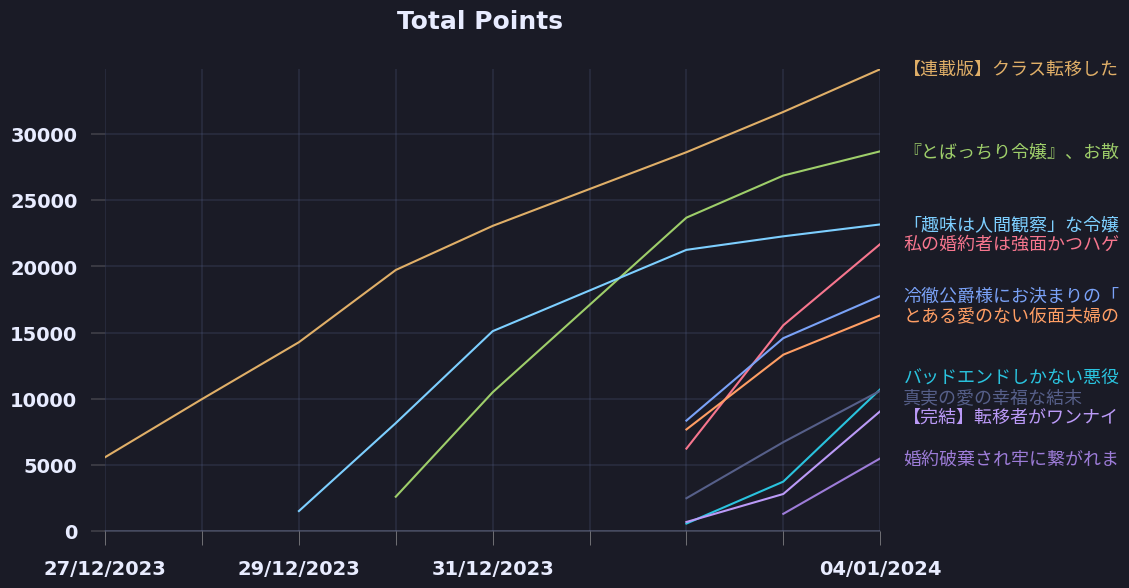 Total Points
30000
25000
20000
15000
10000
5000
0
27/12/2023
29/12/2023
31/12/2023
04/01/2024
【連載版】クラス転移した
『とばっちり令嬢』、お散
「趣味は人間観察」な令嬢
私の婚約者は強面かつハゲ
冷徹公爵様にお決まりの「
とある愛のない仮面夫婦の
バッドエンドしかない悪役
真実の愛の幸福な結末
【完結】転移者がワンナイ
婚約破棄され牢に繋がれま